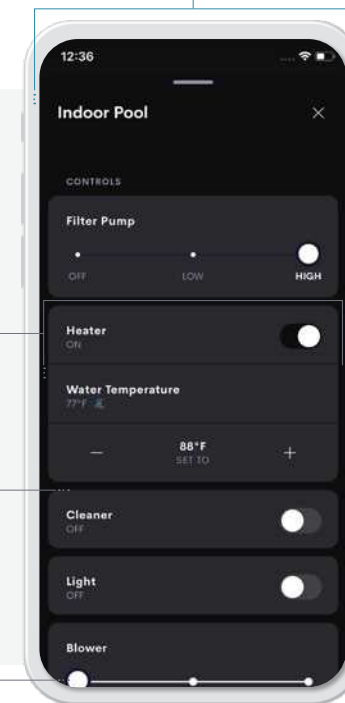 12:36
Indoor Pool
CONTROLS
Filter Pump
OFF LOW HIGH
Heater
ON
Water Temperature
77°F
− 88°F +
SET TO
Cleaner
OFF
Light
OFF
Blower